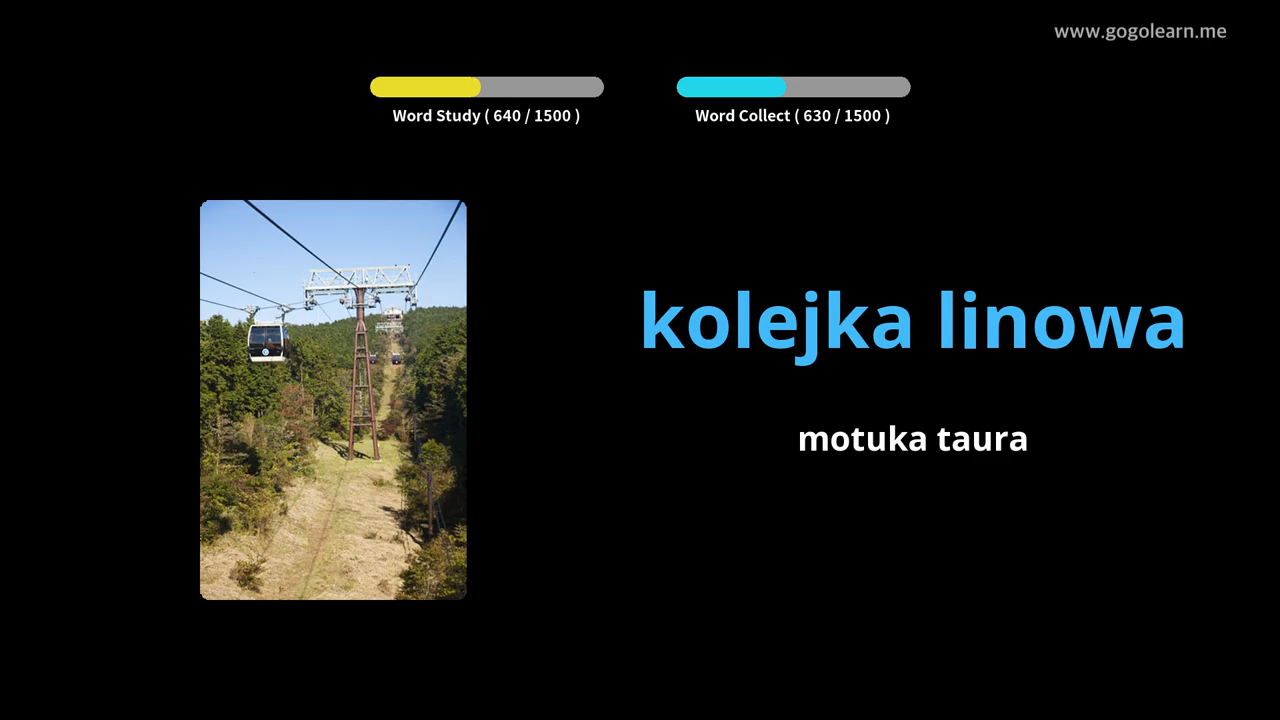 www.gogolearn.me
Word Study ( 640 / 1500 )
Word Collect ( 630 / 1500 )
kolejka linowa
motuka taura